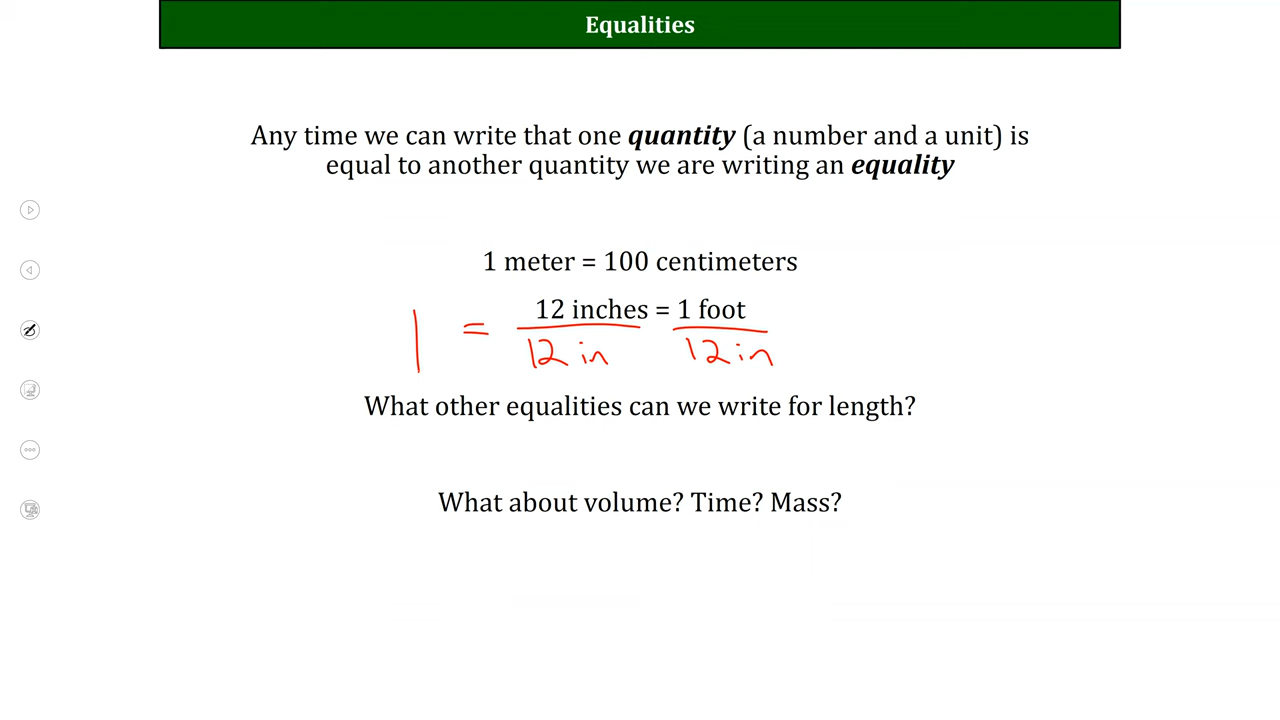 Equalities
Any time we can write that one quantity (a number and a unit) is
equal to another quantity we are writing an equality
1 meter = 100 centimeters
12 inches = 1 foot
1 =
12 in 12 in
What other equalities can we write for length?
What about volume? Time? Mass?